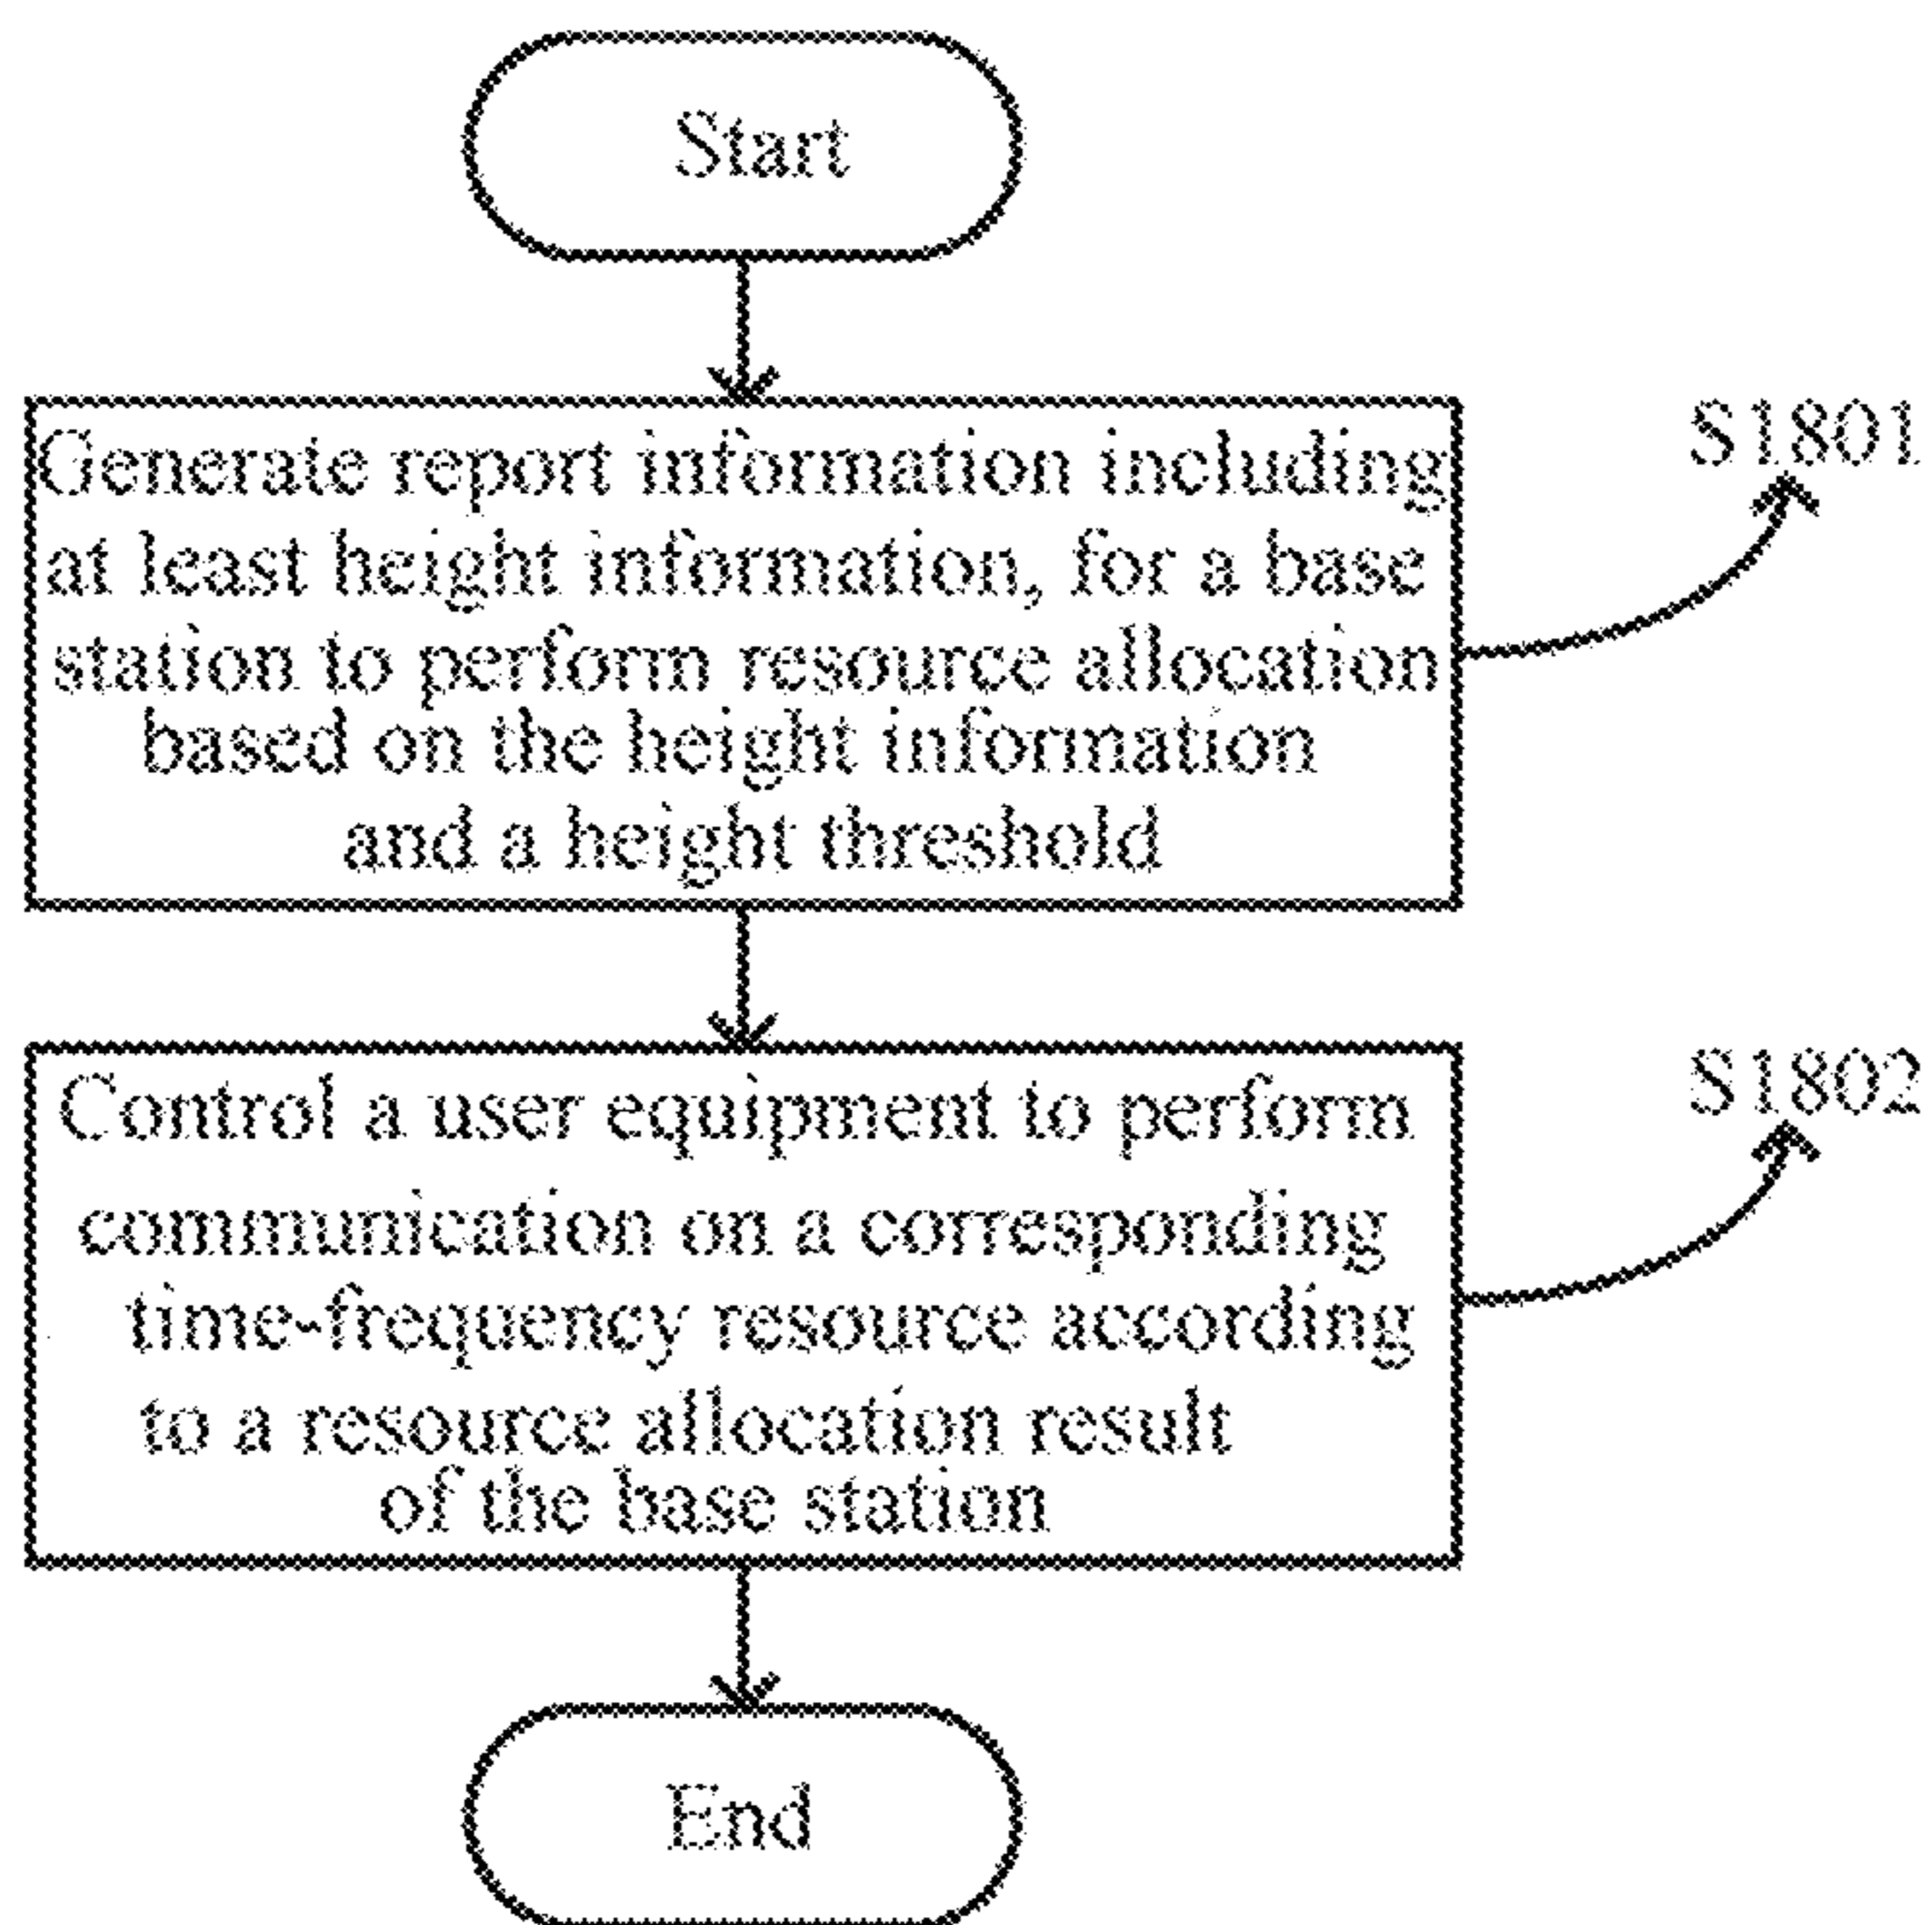 Start
Generate report information including
at least height information, for a base
station to perform resource allocation
based on the height information
and a height threshold
S1801
Control a user equipment to perform
communication on a corresponding
time-frequency resource according
to a resource allocation result
of the base station
S1802
End